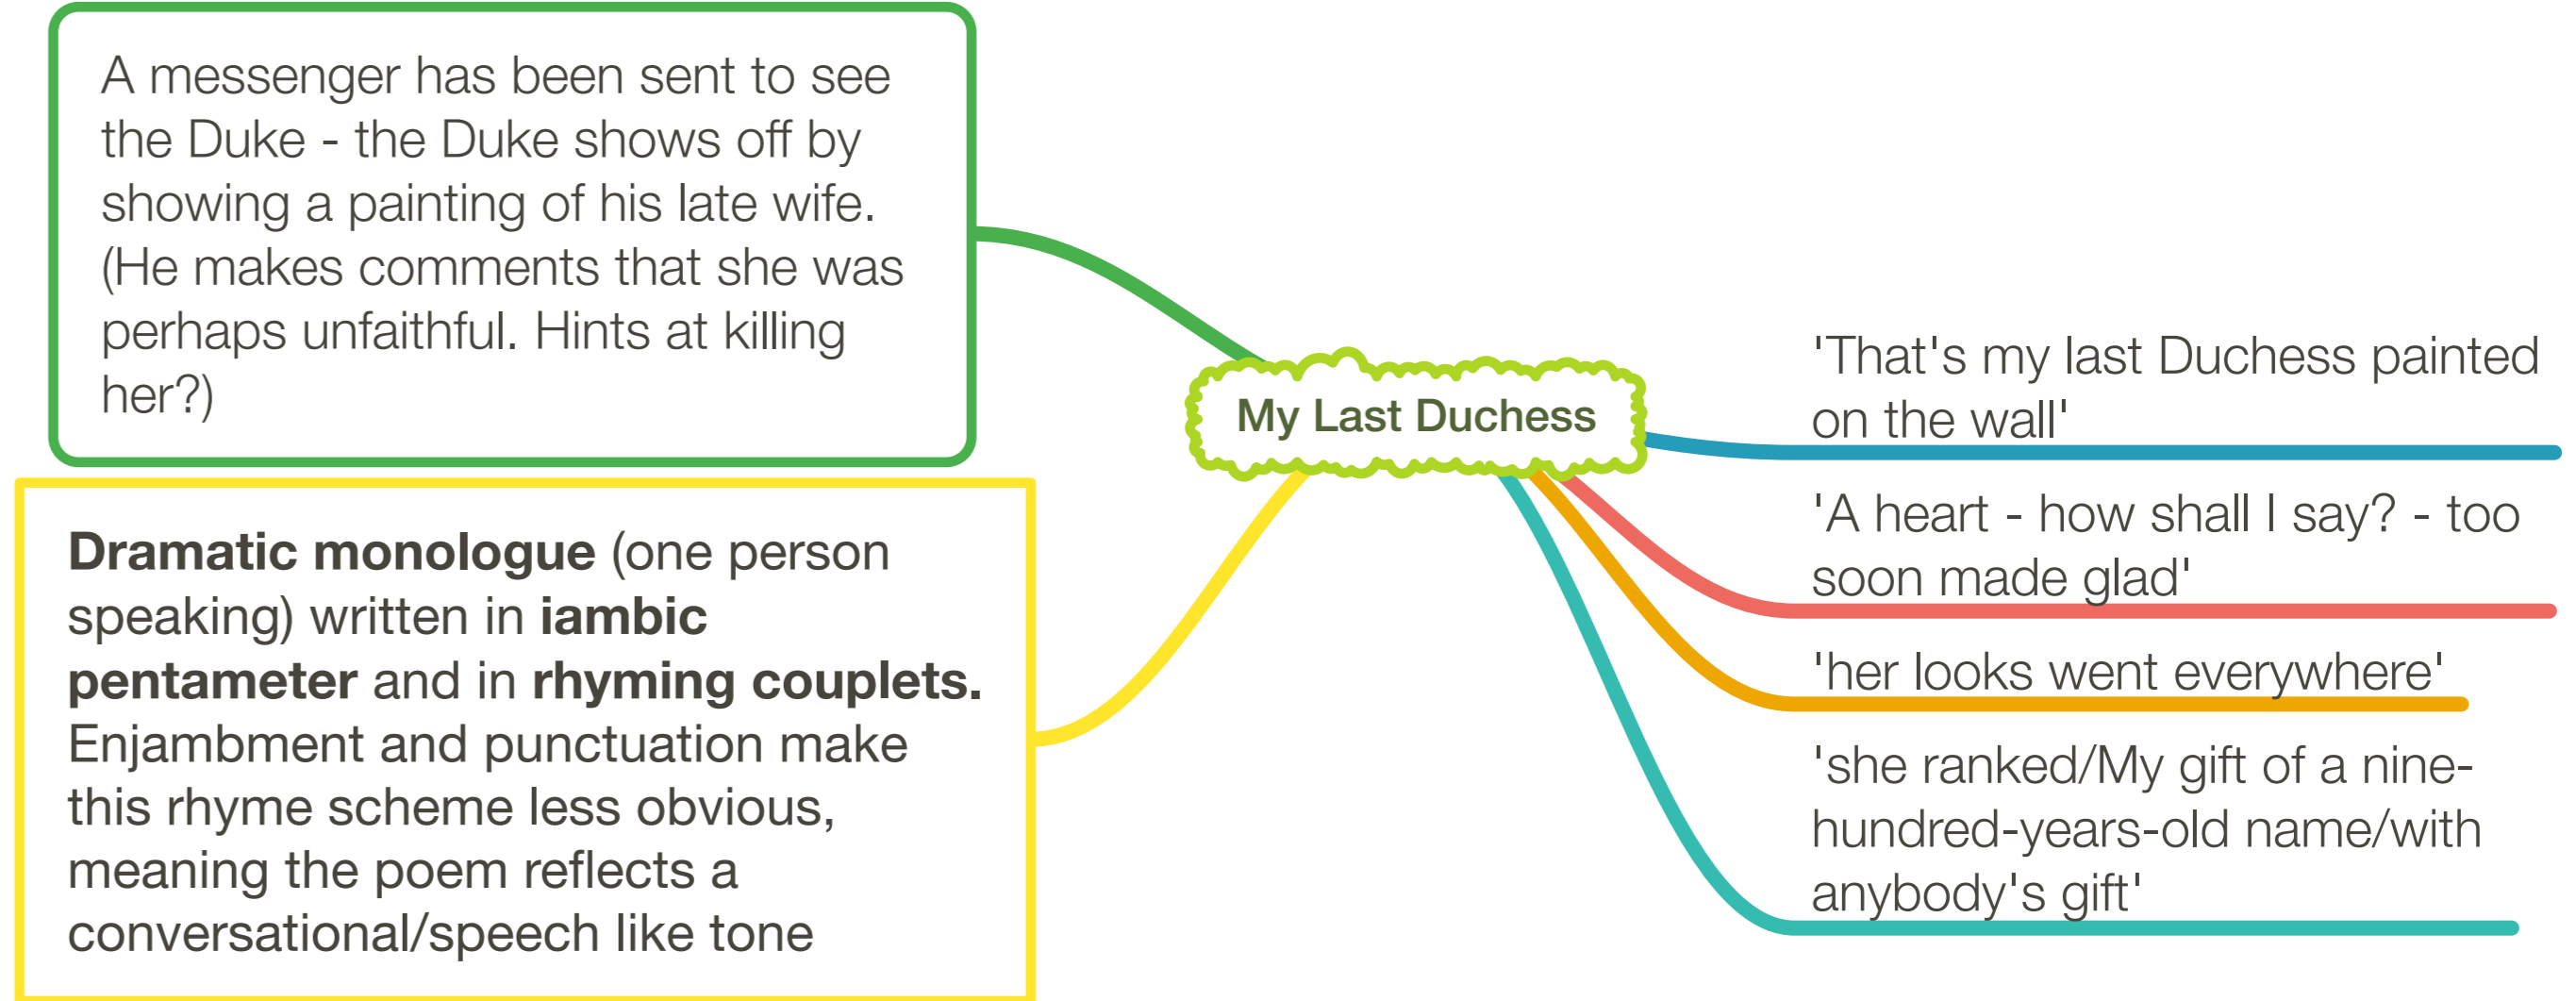 A messenger has been sent to see
the Duke - the Duke shows off by
showing a painting of his late wife.
(He makes comments that she was
perhaps unfaithful. Hints at killing
her?)
Dramatic monologue (one person
speaking) written in iambic
pentameter and in rhyming couplets.
Enjambment and punctuation make
this rhyme scheme less obvious,
meaning the poem reflects a
conversational/speech like tone
My Last Duchess
'That's my last Duchess painted
on the wall'
'A heart - how shall I say? - too
soon made glad'
'her looks went everywhere'
'she ranked/My gift of a nine-
hundred-years-old name/with
anybody's gift'